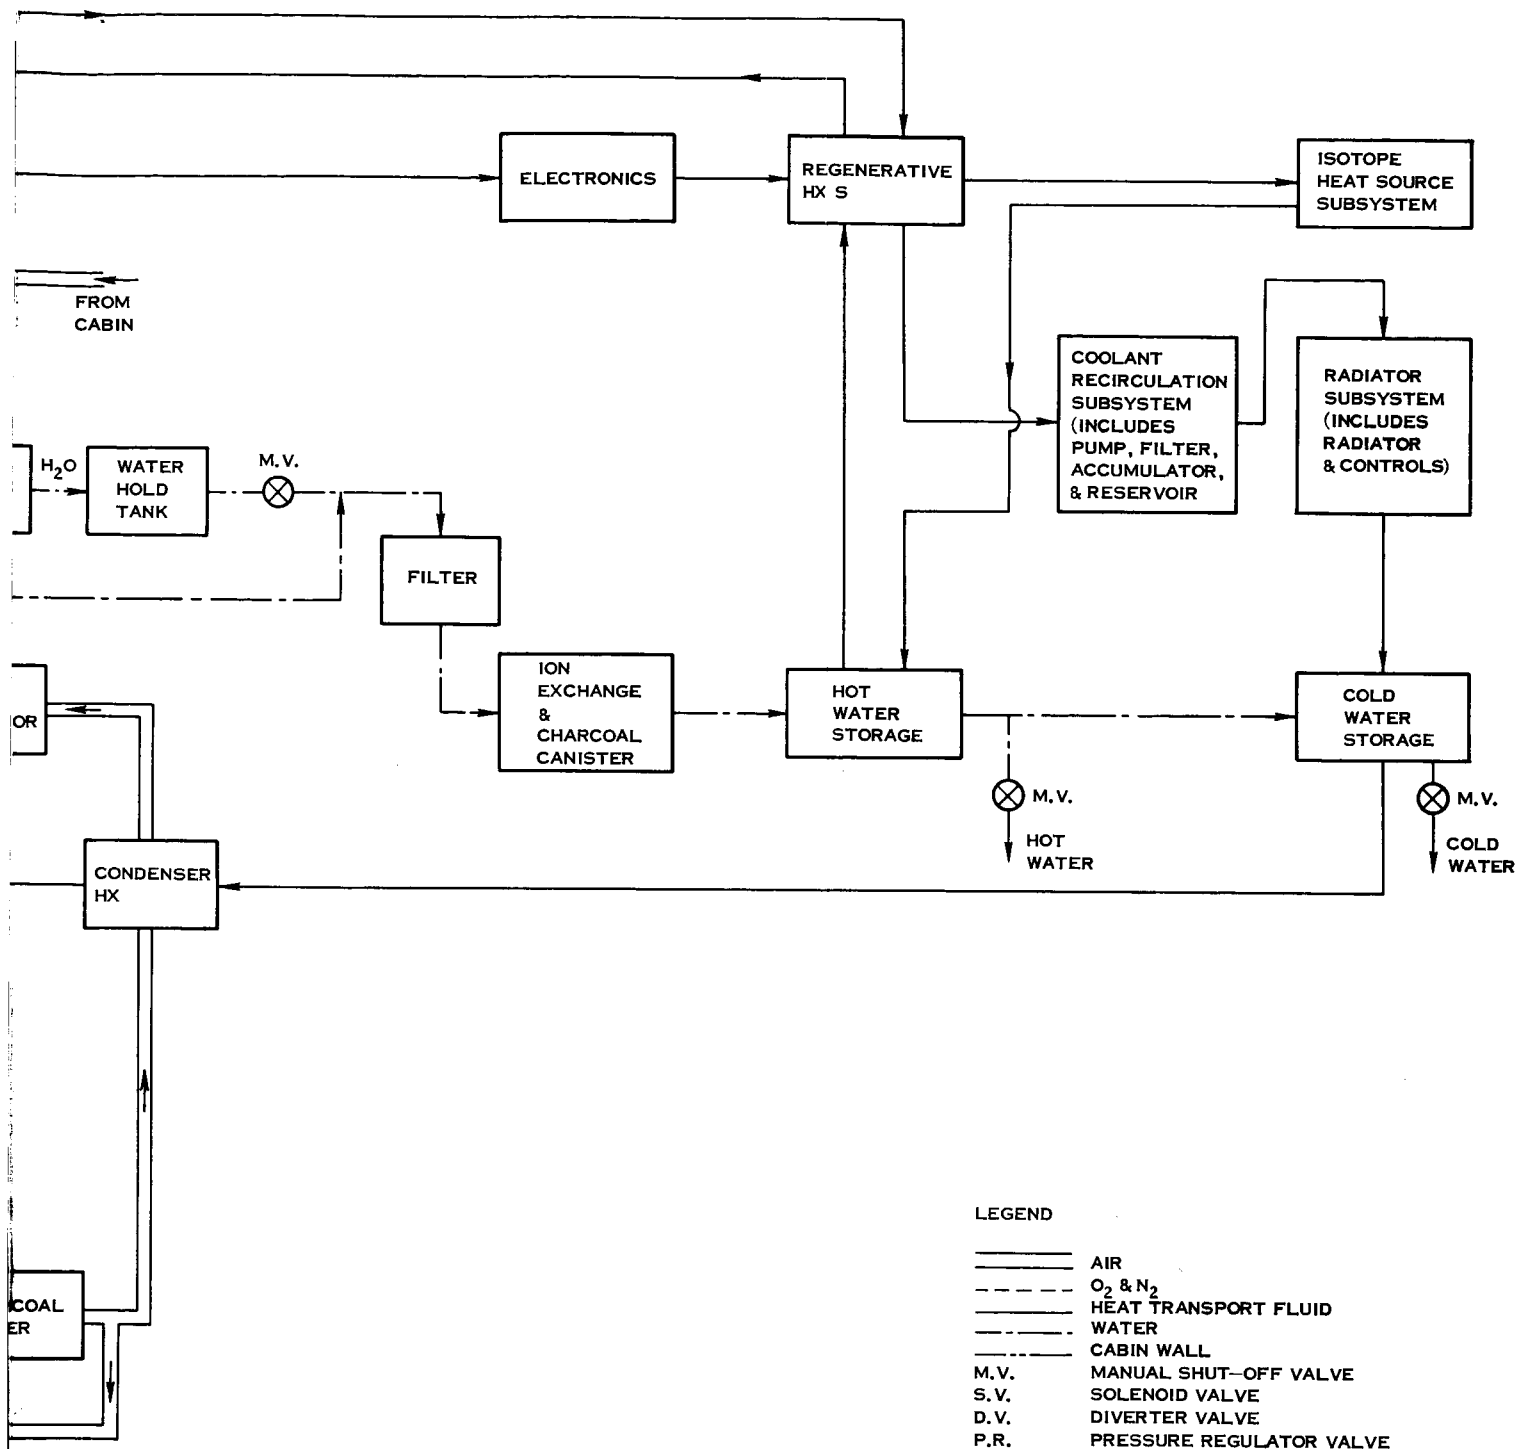 ELECTRONICS
REGENERATIVE
HX S
ISOTOPE
HEAT SOURCE
SUBSYSTEM
FROM
CABIN
COOLANT
RECIRCULATION
SUBSYSTEM
(INCLUDES
PUMP, FILTER,
ACCUMULATOR,
& RESERVOIR
RADIATOR
SUBSYSTEM
(INCLUDES
RADIATOR
& CONTROLS)
H2O
WATER
HOLD
TANK
M.V.
FILTER
ION
EXCHANGE
&
CHARCOAL
CANISTER
HOT
WATER
STORAGE
COLD
WATER
STORAGE
OR
M.V.
HOT
WATER
M.V.
COLD
WATER
CONDENSER
HX
COAL
ER
LEGEND
AIR
O2 & N2
HEAT TRANSPORT FLUID
WATER
CABIN WALL
M.V. MANUAL SHUT-OFF VALVE
S.V. SOLENOID VALVE
D.V. DIVERTER VALVE
P.R. PRESSURE REGULATOR VALVE